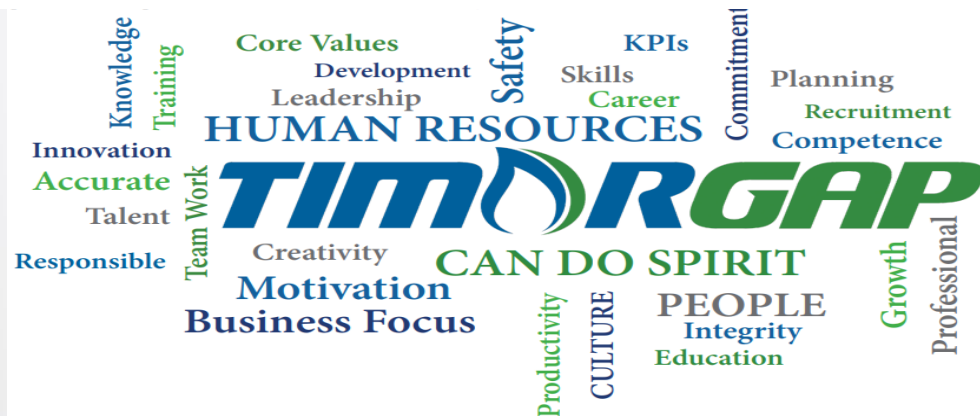 Knowledge
Training
Core Values
Development
Leadership
Safety
KPIs
Skills
Career
Commitment
Planning
Recruitment
Competence
HUMAN RESOURCES
Innovation
Accurate
Talent
Responsible
Team Work
TIMORGAP
Creativity
CAN DO SPIRIT
Motivation
Business Focus
Productivity
CULTURE
PEOPLE
Integrity
Education
Growth
Professional